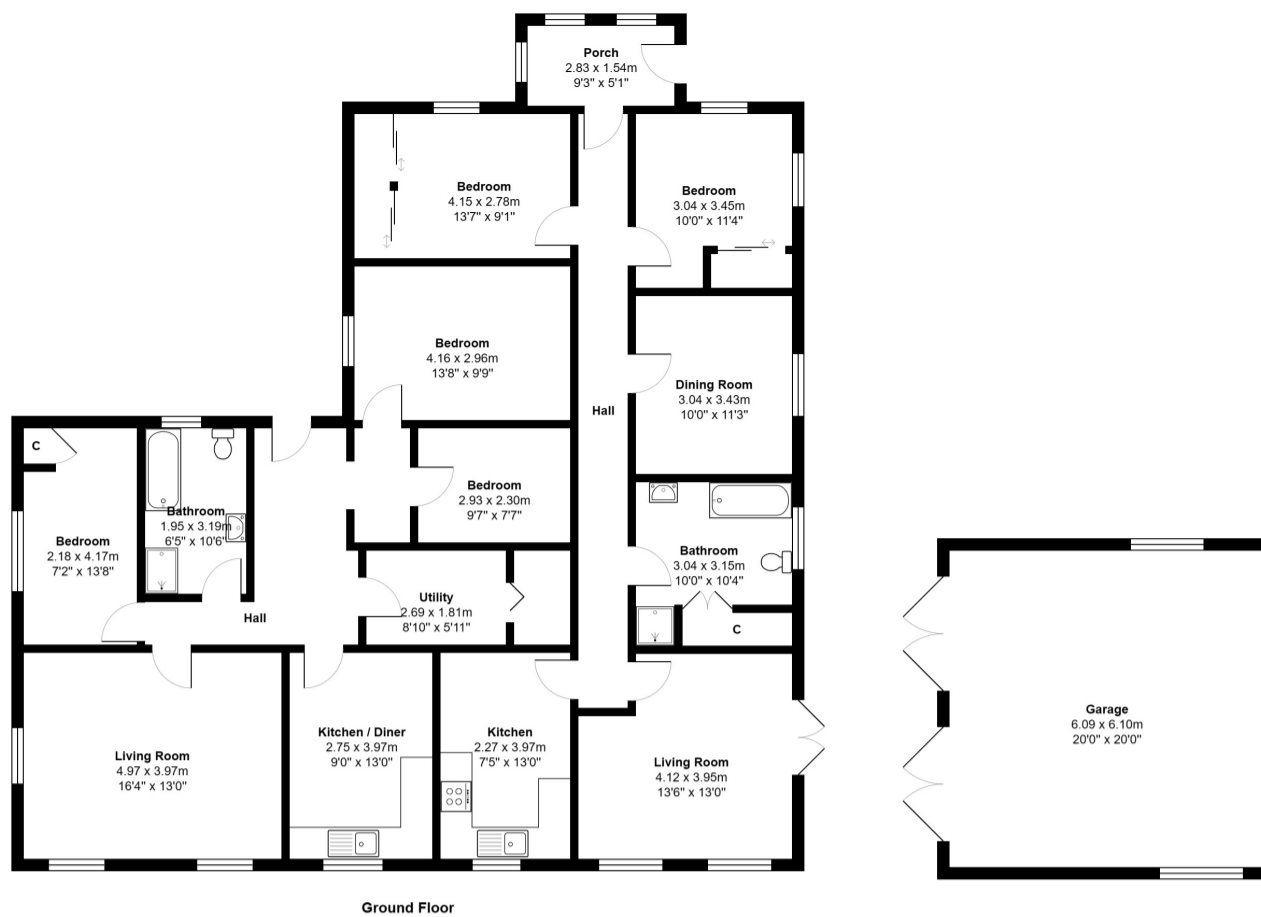 Porch
2.83 x 1.54m
9'3" x 5'1"
Bedroom
4.15 x 2.78m
13'7" x 9'1"
Bedroom
3.04 x 3.45m
10'0" x 11'4"
Bedroom
4.16 x 2.96m
13'8" x 9'9"
Dining Room
3.04 x 3.43m
10'0" x 11'3"
Hall
C
Bedroom
2.93 x 2.30m
9'7" x 7'7"
Bathroom
1.95 x 3.19m
6'5" x 10'6"
Bedroom
2.18 x 4.17m
7'2" x 13'8"
Bathroom
3.04 x 3.15m
10'0" x 10'4"
Utility
2.69 x 1.81m
8'10" x 5'11"
Hall
C
Living Room
4.97 x 3.97m
16'4" x 13'0"
Kitchen / Diner
2.75 x 3.97m
9'0" x 13'0"
Kitchen
2.27 x 3.97m
7'5" x 13'0"
Living Room
4.12 x 3.95m
13'6" x 13'0"
Garage
6.09 x 6.10m
20'0" x 20'0"
Ground Floor